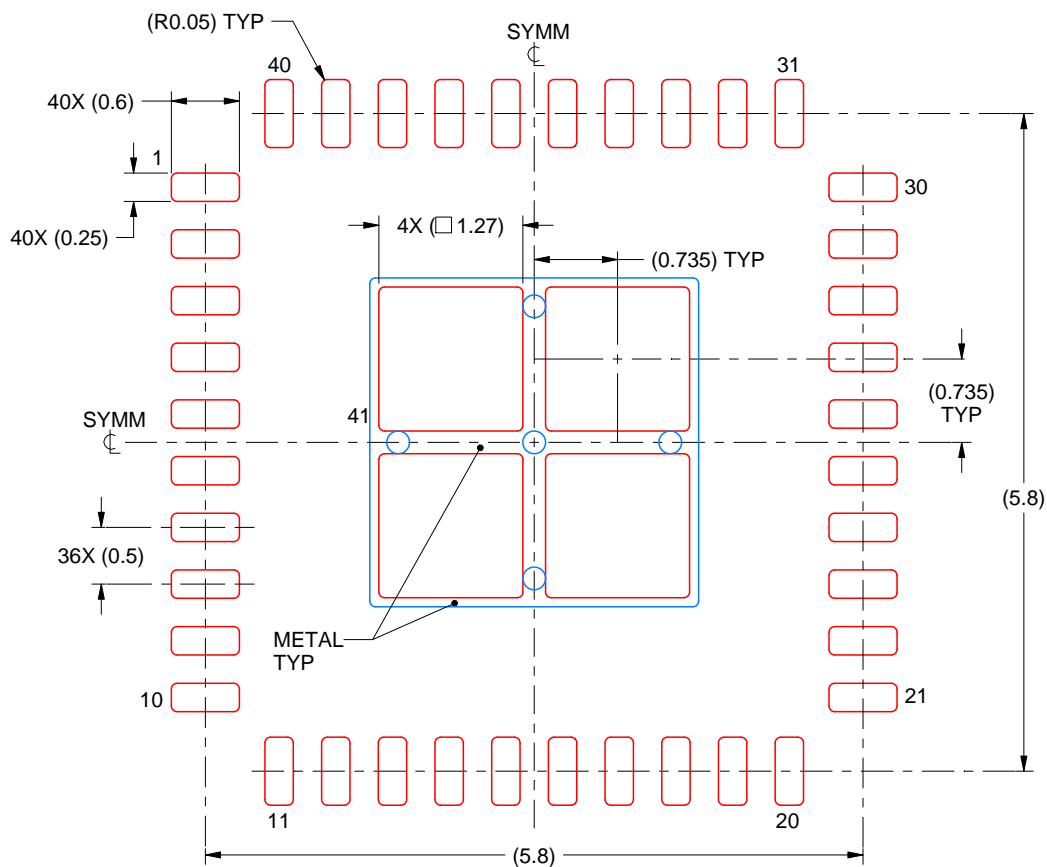 (R0.05) TYP
SYMM
℄
40
31
40X (0.6)
1
30
40X (0.25)
4X (□ 1.27)
(0.735) TYP
41
SYMM
℄
(0.735)
TYP
(5.8)
36X (0.5)
METAL
TYP
10
21
11
20
(5.8)